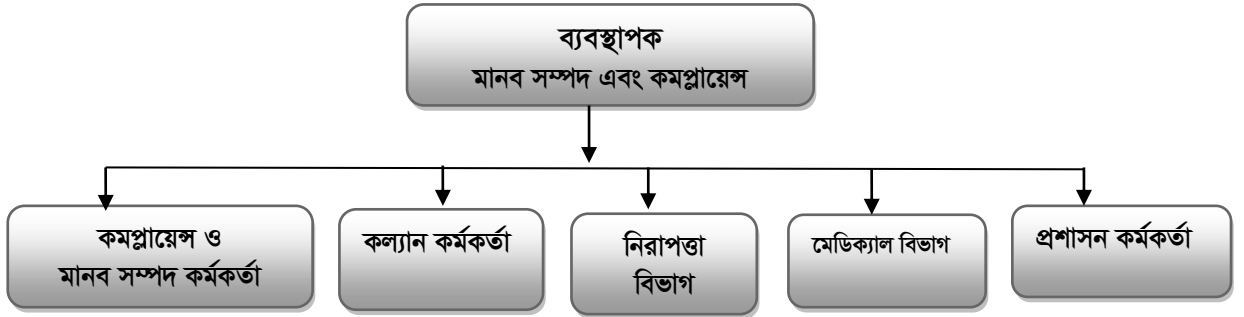 ব্যবস্থাপক
মানব সম্পদ এবং কমপ্লায়েন্স
কমপ্লায়েন্স ও
মানব সম্পদ কর্মকর্তা
কল্যান কর্মকর্তা
নিরাপত্তা
বিভাগ
মেডিক্যাল বিভাগ
প্রশাসন কর্মকর্তা